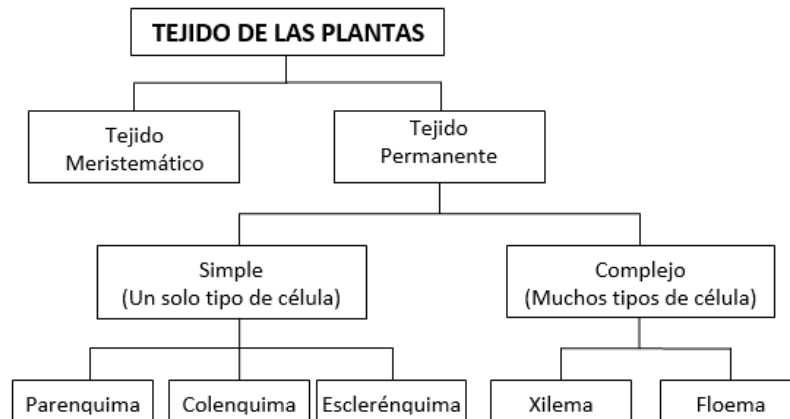 TEJIDO DE LAS PLANTAS
Tejido
Meristemático
Tejido
Permanente
Simple
(Un solo tipo de célula)
Complejo
(Muchos tipos de célula)
Parenquima
Colenquima
Esclerénquima
Xilema
Floema